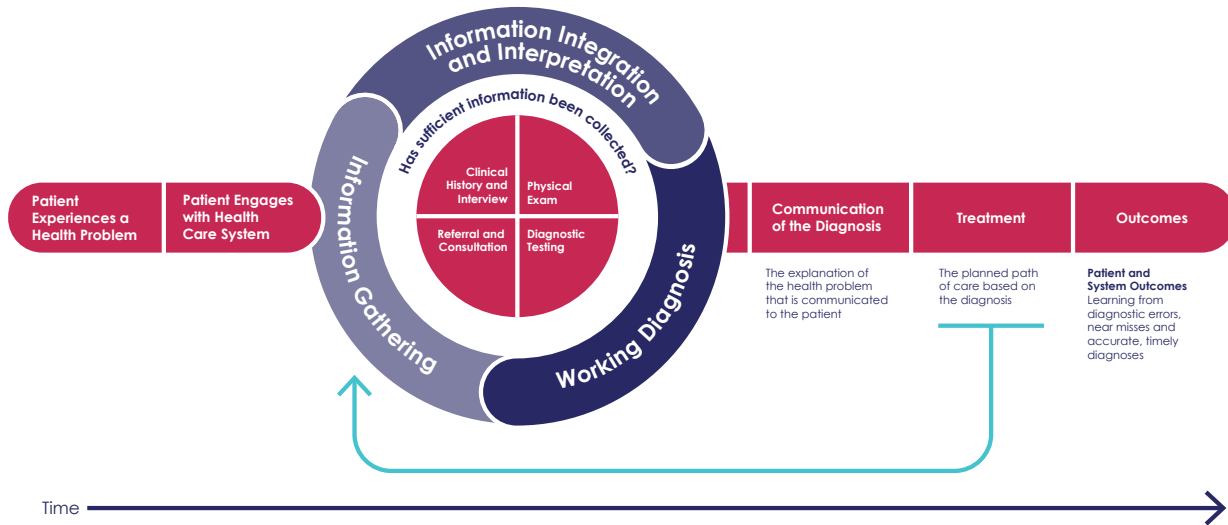 Patient
Experiences a
Health Problem
Patient Engages
with Health
Care System
Information Gathering
Information Integration
and Interpretation
Working Diagnosis
Has sufficient information been collected?
Clinical
History and
Interview
Physical
Exam
Referral and
Consultation
Diagnostic
Testing
Communication
of the Diagnosis
The explanation of
the health problem
that is communicated
to the patient
Treatment
The planned path
of care based on
the diagnosis
Outcomes
Patient and
System Outcomes
Learning from
diagnostic errors,
near misses and
accurate, timely
diagnoses
Time